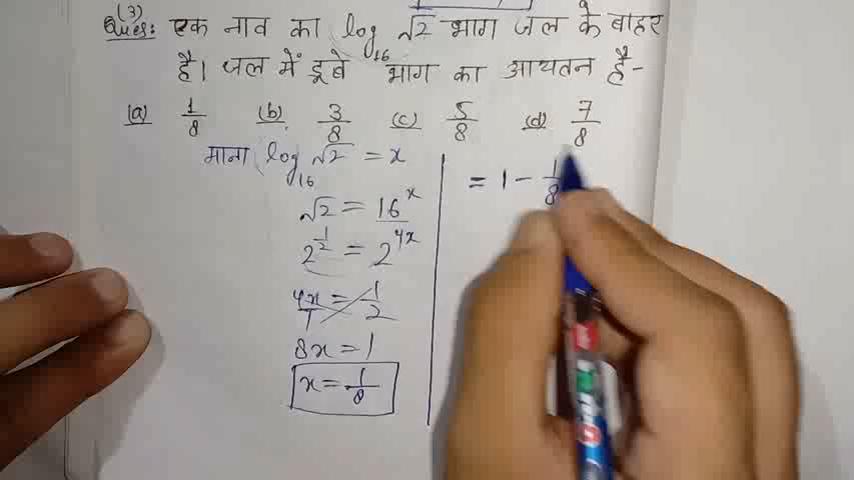 (3)
Ques: एक नाव का log₁₆ √2 भाग जल के बाहर
है। जल में डूबे भाग का आयतन है-
(a) 1/8 (b) 3/8 (c) 5/8 (d) 7/8
माना log₁₆ √2 = x
√2 = 16^x
2^(1/2) = 2^(4x)
4x/1 = 1/2
8x = 1
x = 1/8
= 1 - 1/8